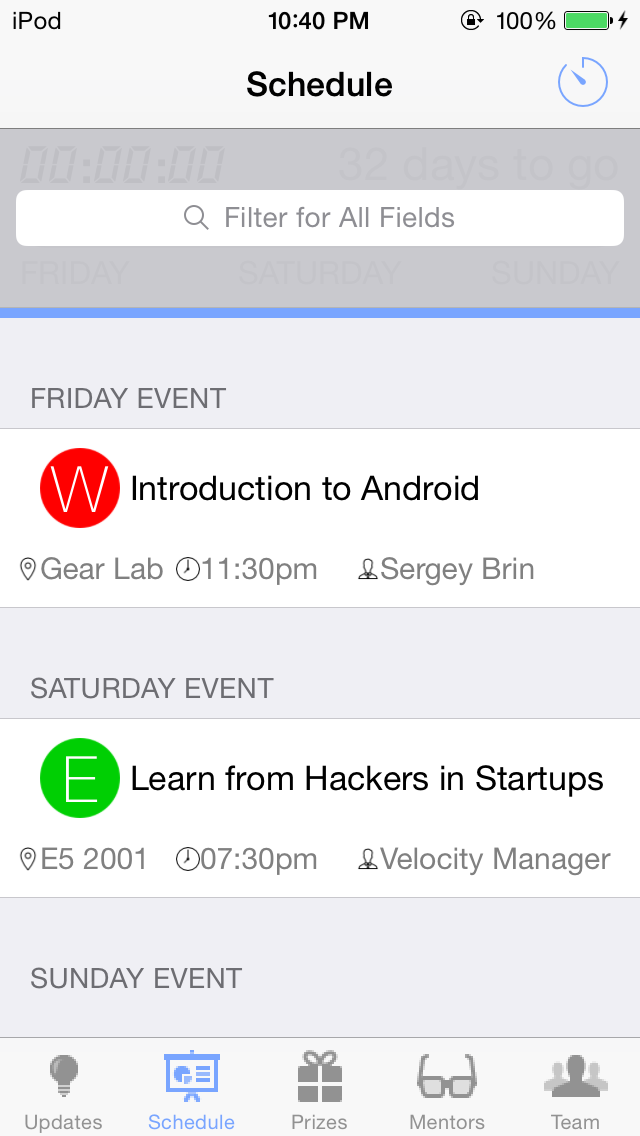 iPod 10:40 PM 100%
Schedule
00:00:00 32 days to go
Filter for All Fields
FRIDAY SATURDAY SUNDAY
FRIDAY EVENT
W Introduction to Android
Gear Lab 11:30pm Sergey Brin
SATURDAY EVENT
E Learn from Hackers in Startups
E5 2001 07:30pm Velocity Manager
SUNDAY EVENT
Updates Schedule Prizes Mentors Team